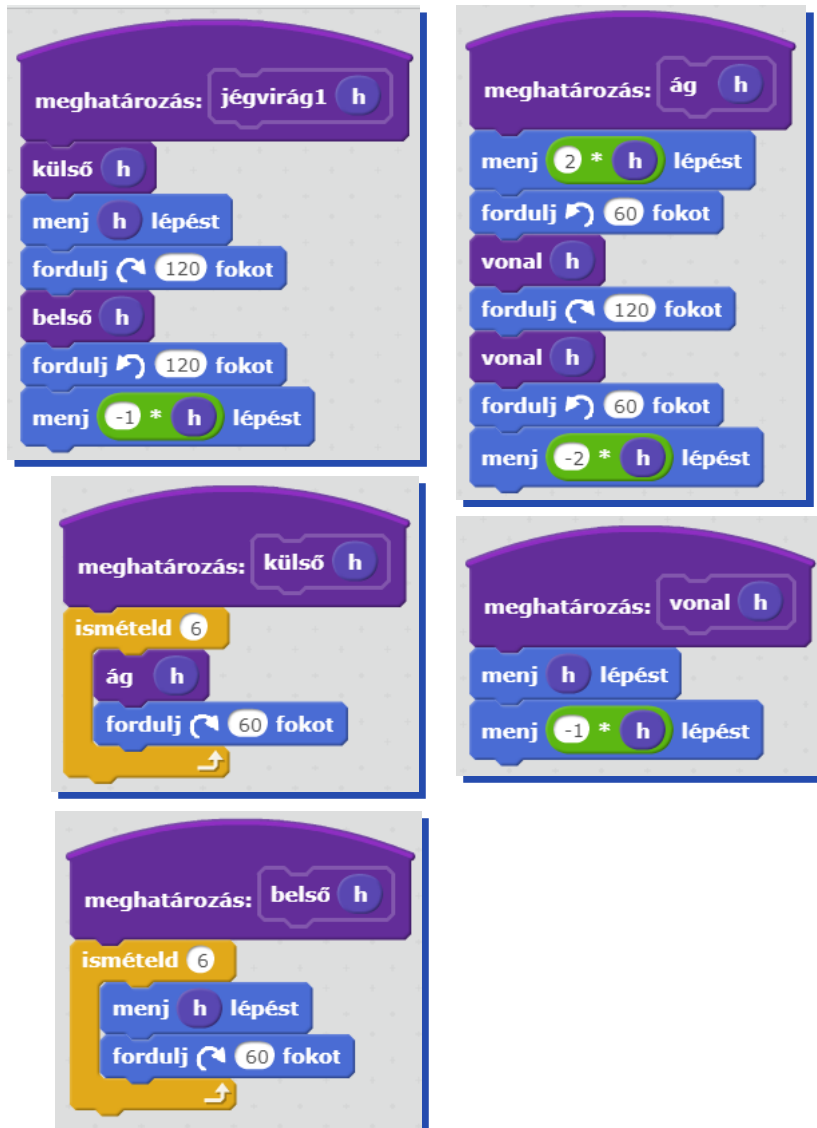 meghatározás: jégvirág1 h
külső h
menj h lépést
fordulj 120 fokot
belső h
fordulj 120 fokot
menj -1 * h lépést
meghatározás: ág h
menj 2 * h lépést
fordulj 60 fokot
vonal h
fordulj 120 fokot
vonal h
fordulj 60 fokot
menj -2 * h lépést
meghatározás: külső h
ismételd 6
ág h
fordulj 60 fokot
meghatározás: vonal h
menj h lépést
menj -1 * h lépést
meghatározás: belső h
ismételd 6
menj h lépést
fordulj 60 fokot